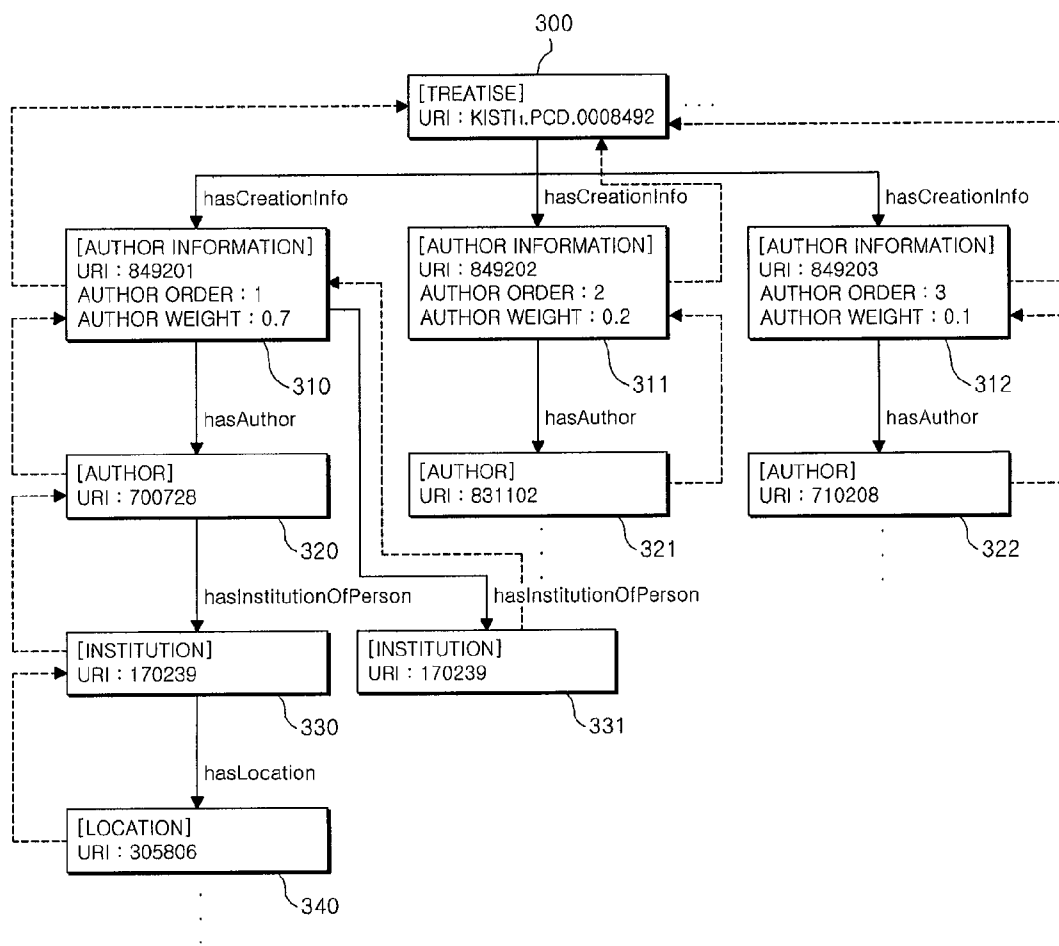 300
[TREATISE]
URI : KISTI1.PCD.0008492
hasCreationInfo
hasCreationInfo
hasCreationInfo
[AUTHOR INFORMATION]
URI : 849201
AUTHOR ORDER : 1
AUTHOR WEIGHT : 0.7
[AUTHOR INFORMATION]
URI : 849202
AUTHOR ORDER : 2
AUTHOR WEIGHT : 0.2
[AUTHOR INFORMATION]
URI : 849203
AUTHOR ORDER : 3
AUTHOR WEIGHT : 0.1
310
311
312
hasAuthor
hasAuthor
hasAuthor
[AUTHOR]
URI : 700728
[AUTHOR]
URI : 831102
[AUTHOR]
URI : 710208
320
321
322
hasInstitutionOfPerson
hasInstitutionOfPerson
[INSTITUTION]
URI : 170239
[INSTITUTION]
URI : 170239
330
331
hasLocation
[LOCATION]
URI : 305806
340